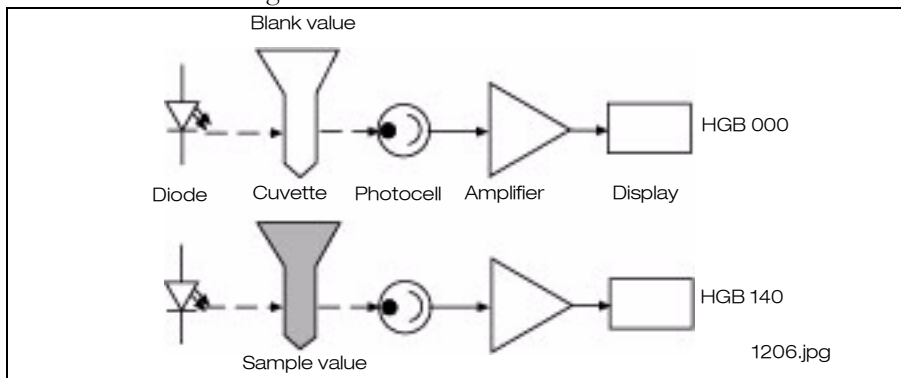 Blank value
HGB 000
Diode Cuvette Photocell Amplifier Display
HGB 140
1206.jpg
Sample value